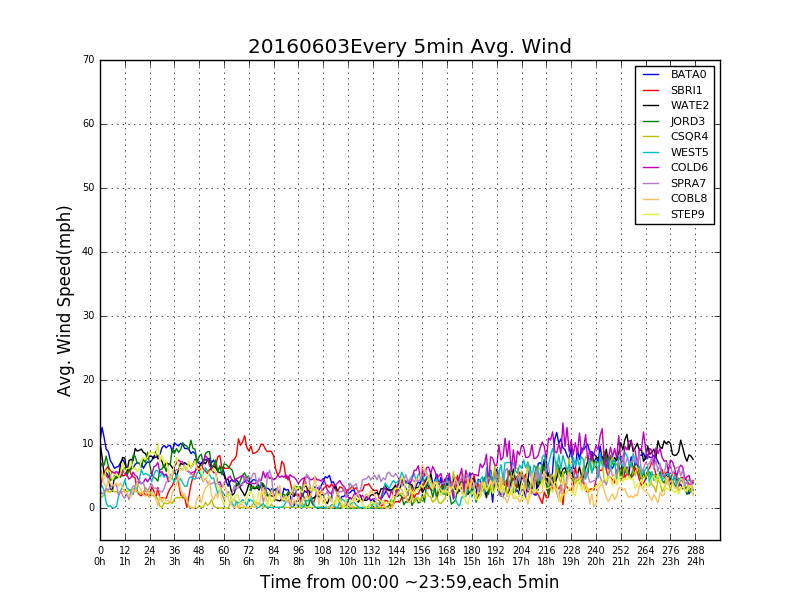 20160603Every 5min Avg. Wind
70
60
50
40
30
20
10
0
Avg. Wind Speed(mph)
BATA0
SBRI1
WATE2
JORD3
CSQR4
WEST5
COLD6
SPRA7
COBL8
STEP9
0 12 24 36 48 60 72 84 96 108 120 132 144 156 168 180 192 204 216 228 240 252 264 276 288
0h 1h 2h 3h 4h 5h 6h 7h 8h 9h 10h 11h 12h 13h 14h 15h 16h 17h 18h 19h 20h 21h 22h 23h 24h
Time from 00:00 ~23:59,each 5min